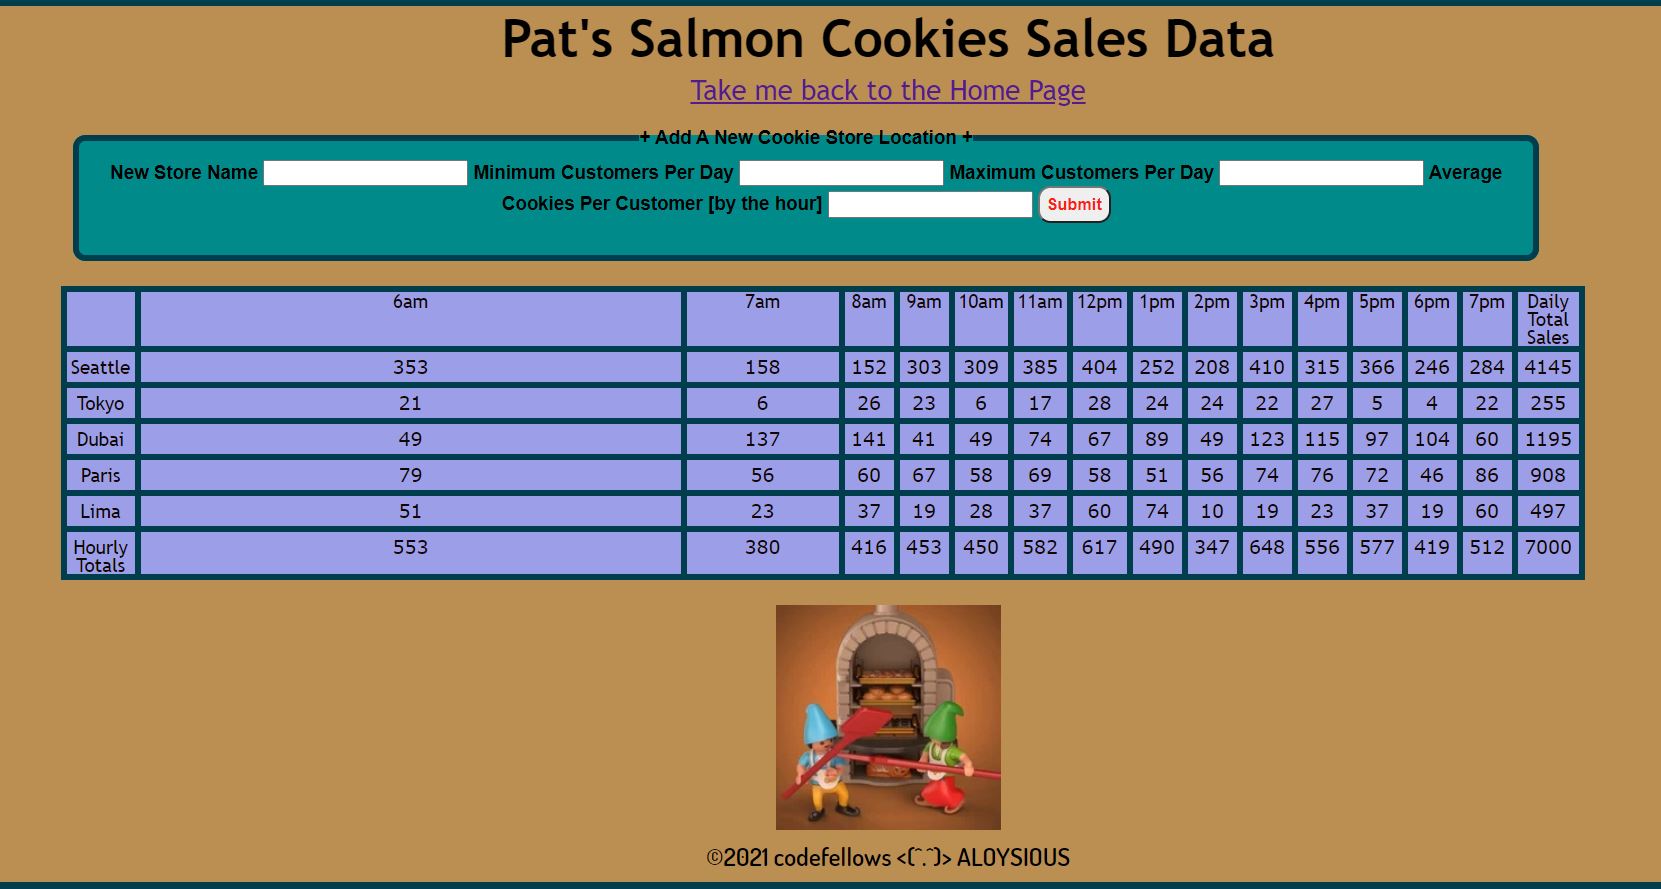 Pat's Salmon Cookies Sales Data
Take me back to the Home Page
+ Add A New Cookie Store Location +
New Store Name Minimum Customers Per Day Maximum Customers Per Day Average
Cookies Per Customer [by the hour] Submit
6am 7am 8am 9am 10am 11am 12pm 1pm 2pm 3pm 4pm 5pm 6pm 7pm Daily
Total
Sales
Seattle 353 158 152 303 309 385 404 252 208 410 315 366 246 284 4145
Tokyo 21 6 26 23 6 17 28 24 24 22 27 5 4 22 255
Dubai 49 137 141 41 49 74 67 89 49 123 115 97 104 60 1195
Paris 79 56 60 67 58 69 58 51 56 74 76 72 46 86 908
Lima 51 23 37 19 28 37 60 74 10 19 23 37 19 60 497
Hourly 553 380 416 453 450 582 617 490 347 648 556 577 419 512 7000
Totals
©2021 codefellows <(^.^)> ALOYSIOUS